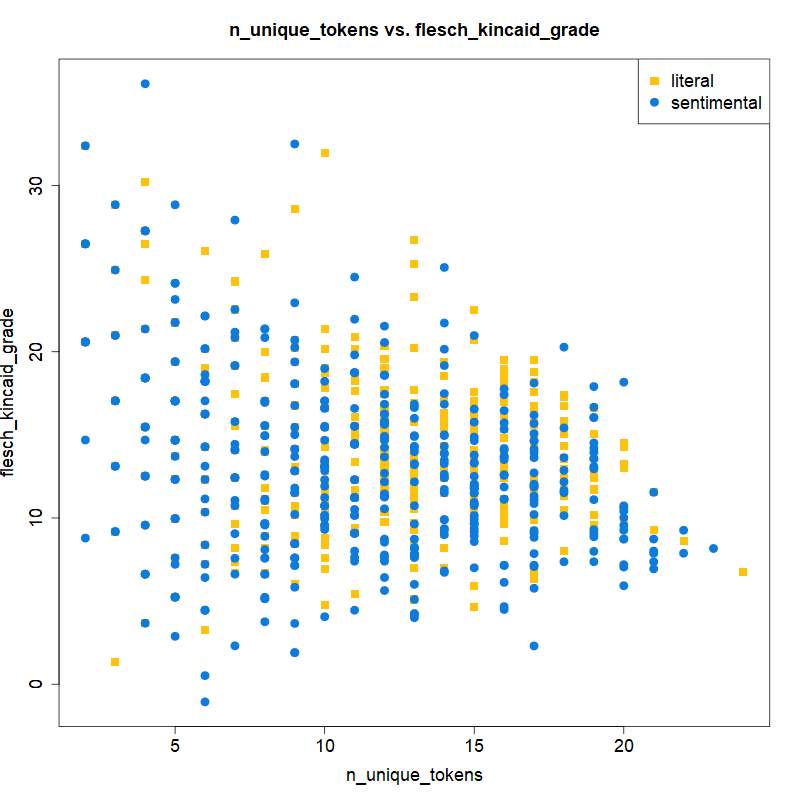 n_unique_tokens vs. flesch_kincaid_grade
literal
sentimental
flesch_kincaid_grade
30
20
10
0
5
10
15
20
n_unique_tokens